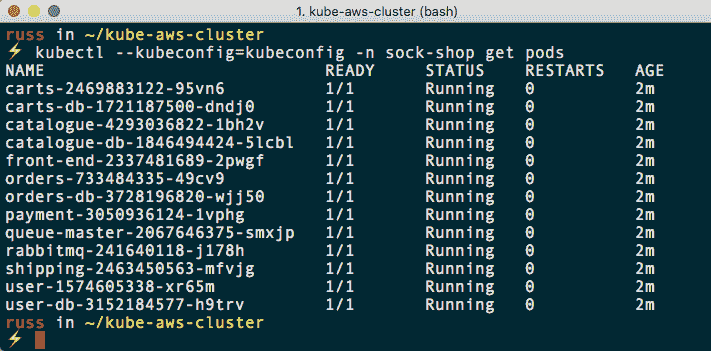 1. kube-aws-cluster (bash)
russ in ~/kube-aws-cluster
⚡ kubectl --kubeconfig=kubeconfig -n sock-shop get pods
NAME READY STATUS RESTARTS AGE
carts-2469883122-95vn6 1/1 Running 0 2m
carts-db-1721187500-dndj0 1/1 Running 0 2m
catalogue-4293036822-1bh2v 1/1 Running 0 2m
catalogue-db-1846494424-5lcbl 1/1 Running 0 2m
front-end-2337481689-2pwgf 1/1 Running 0 2m
orders-733484335-49cv9 1/1 Running 0 2m
orders-db-3728196820-wjj50 1/1 Running 0 2m
payment-3050936124-1vphg 1/1 Running 0 2m
queue-master-2067646375-smxjp 1/1 Running 0 2m
rabbitmq-241640118-j178h 1/1 Running 0 2m
shipping-2463450563-mfvjg 1/1 Running 0 2m
user-1574605338-xr65m 1/1 Running 0 2m
user-db-3152184577-h9trv 1/1 Running 0 2m
russ in ~/kube-aws-cluster
⚡